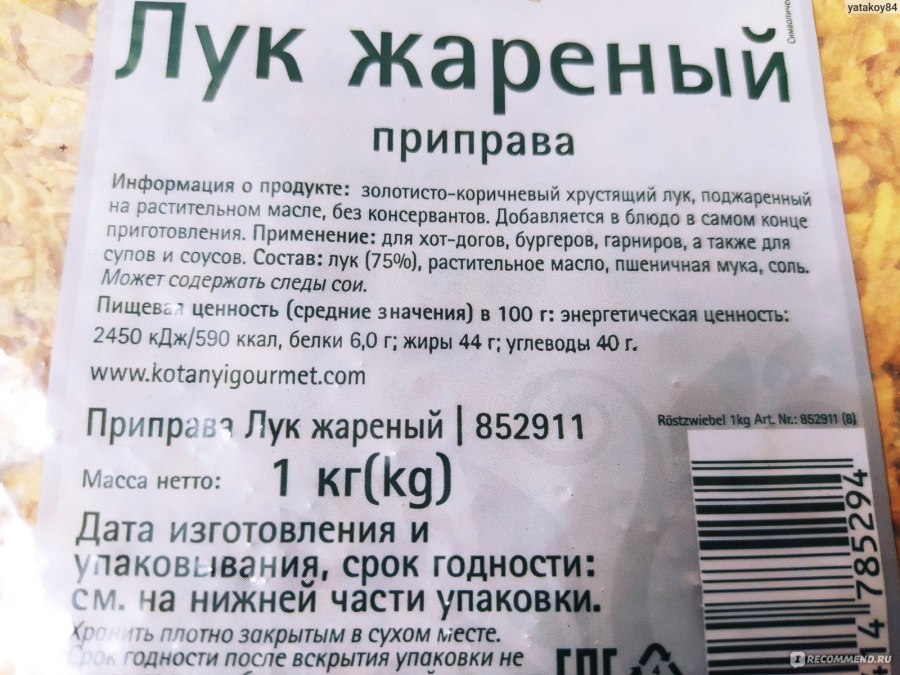 yatakoy84
Лук жареный
приправа
Информация о продукте: золотисто-коричневый хрустящий лук, поджаренный
на растительном масле, без консервантов. Добавляется в блюдо в самом конце
приготовления. Применение: для хот-догов, бургеров, гарниров, а также для
супов и соусов. Состав: лук (75%), растительное масло, пшеничная мука, соль.
Может содержать следы сои.
Пищевая ценность (средние значения) в 100 г: энергетическая ценность:
2450 кДж/590 ккал, белки 6,0 г; жиры 44 г; углеводы 40 г.
www.kotanyigourmet.com
Приправа Лук жареный | 852911
Röstzwiebel 1kg Art. Nr.: 852911 (8)
Масса нетто: 1 кг(kg)
Дата изготовления и
упаковывания, срок годности:
см. на нижней части упаковки.
Хранить плотно закрытым в сухом месте.
Срок годности после вскрытия упаковки не
14 785294
IRECOMMEND.RU